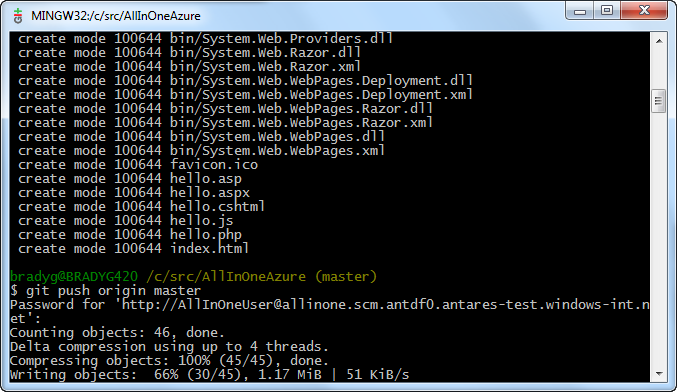 MINGW32:/c/src/AllInOneAzure
create mode 100644 bin/System.Web.Providers.dll
create mode 100644 bin/System.Web.Razor.dll
create mode 100644 bin/System.Web.Razor.xml
create mode 100644 bin/System.Web.WebPages.Deployment.dll
create mode 100644 bin/System.Web.WebPages.Deployment.xml
create mode 100644 bin/System.Web.WebPages.Razor.dll
create mode 100644 bin/System.Web.WebPages.Razor.xml
create mode 100644 bin/System.Web.WebPages.dll
create mode 100644 bin/System.Web.WebPages.xml
create mode 100644 favicon.ico
create mode 100644 hello.asp
create mode 100644 hello.aspx
create mode 100644 hello.cshtml
create mode 100644 hello.js
create mode 100644 hello.php
create mode 100644 index.html
bradyg@BRADYG420 /c/src/AllInOneAzure (master)
$ git push origin master
Password for 'http://AllInOneUser@allinone.scm.antdf0.antares-test.windows-int.n
et':
Counting objects: 46, done.
Delta compression using up to 4 threads.
Compressing objects: 100% (45/45), done.
Writing objects:  66% (30/45), 1.17 MiB | 51 KiB/s